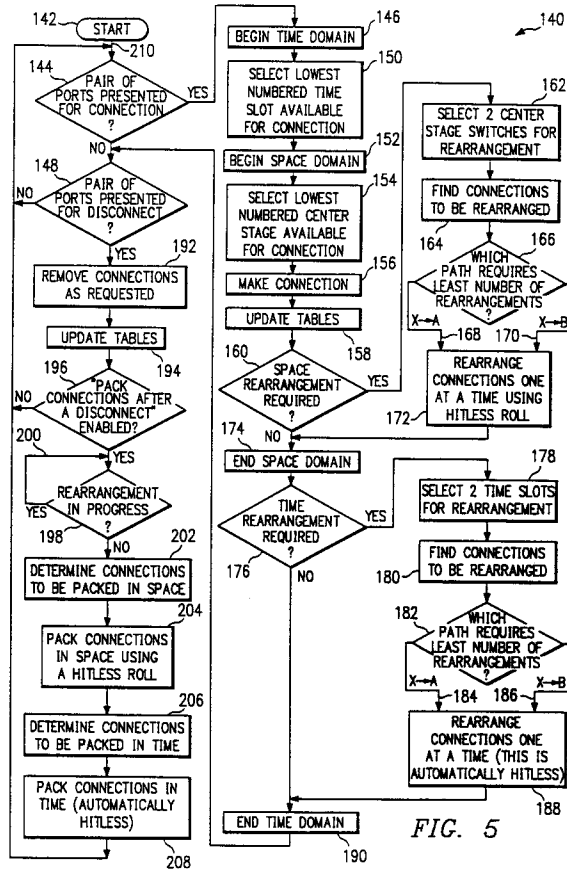 142
START
210
144
PAIR OF
PORTS PRESENTED
FOR CONNECTION
?
YES
NO
148
PAIR OF
PORTS PRESENTED
FOR DISCONNECT
?
NO
YES
192
REMOVE CONNECTIONS
AS REQUESTED
UPDATE TABLES
194
196
PACK
CONNECTIONS AFTER
A DISCONNECT
ENABLED?
NO
YES
200
REARRANGEMENT
IN PROGRESS
?
YES
198
NO
202
DETERMINE CONNECTIONS
TO BE PACKED IN SPACE
204
PACK CONNECTIONS
IN SPACE USING
A HITLESS ROLL
206
DETERMINE CONNECTIONS
TO BE PACKED IN TIME
PACK CONNECTIONS IN
TIME (AUTOMATICALLY
HITLESS)
208
146
BEGIN TIME DOMAIN
150
SELECT LOWEST
NUMBERED TIME
SLOT AVAILABLE
FOR CONNECTION
152
BEGIN SPACE DOMAIN
154
SELECT LOWEST
NUMBERED CENTER
STAGE AVAILABLE
FOR CONNECTION
156
MAKE CONNECTION
UPDATE TABLES
158
160
SPACE
REARRANGEMENT
REQUIRED
?
YES
NO
174
END SPACE DOMAIN
TIME
REARRANGEMENT
REQUIRED
?
YES
176
NO
END TIME DOMAIN
190
140
162
SELECT 2 CENTER
STAGE SWITCHES FOR
REARRANGEMENT
FIND CONNECTIONS
TO BE REARRANGED
164
166
WHICH
PATH REQUIRES
LEAST NUMBER OF
REARRANGEMENTS
?
X→A
168
170
X→B
REARRANGE
CONNECTIONS ONE
AT A TIME USING
HITLESS ROLL
172
178
SELECT 2 TIME SLOTS
FOR REARRANGEMENT
FIND CONNECTIONS
TO BE REARRANGED
180
182
WHICH
PATH REQUIRES
LEAST NUMBER OF
REARRANGEMENTS
?
X→A
184
186
X→B
REARRANGE
CONNECTIONS ONE
AT A TIME (THIS IS
AUTOMATICALLY HITLESS)
188
FIG. 5